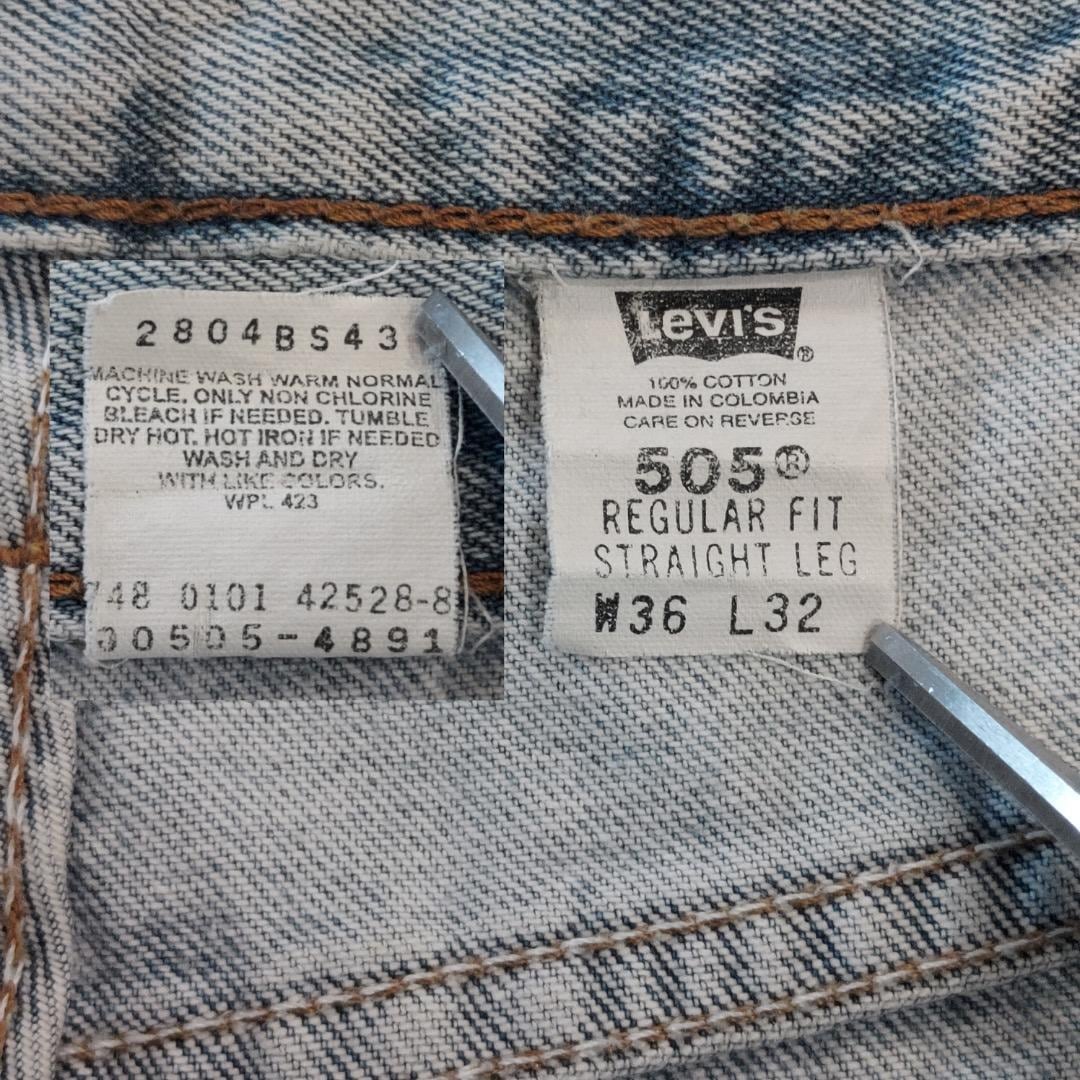 2804BS43
MACHINE WASH WARM NORMAL
CYCLE. ONLY NON CHLORINE
BLEACH IF NEEDED. TUMBLE
DRY HOT. HOT IRON IF NEEDED
WASH AND DRY
WITH LIKE COLORS.
WPL 423
748 0101 42528-8
00505-4891
Levi's®
100% COTTON
MADE IN COLOMBIA
CARE ON REVERSE
505®
REGULAR FIT
STRAIGHT LEG
W36 L32